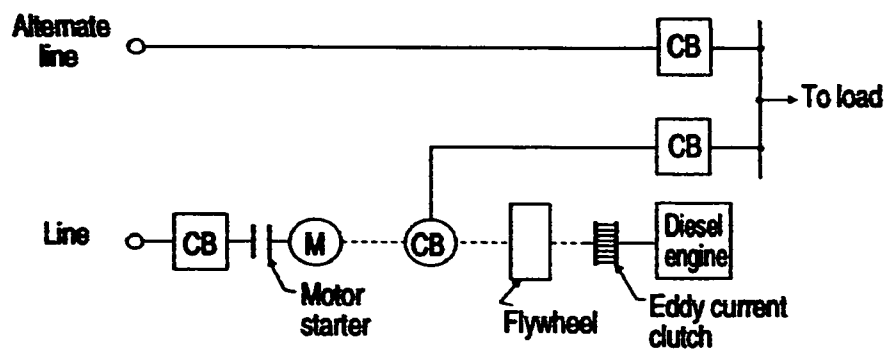 Alternate
line
CB
To load
CB
Line
CB
M
CB
Diesel
engine
Motor
starter
Flywheel
Eddy current
clutch